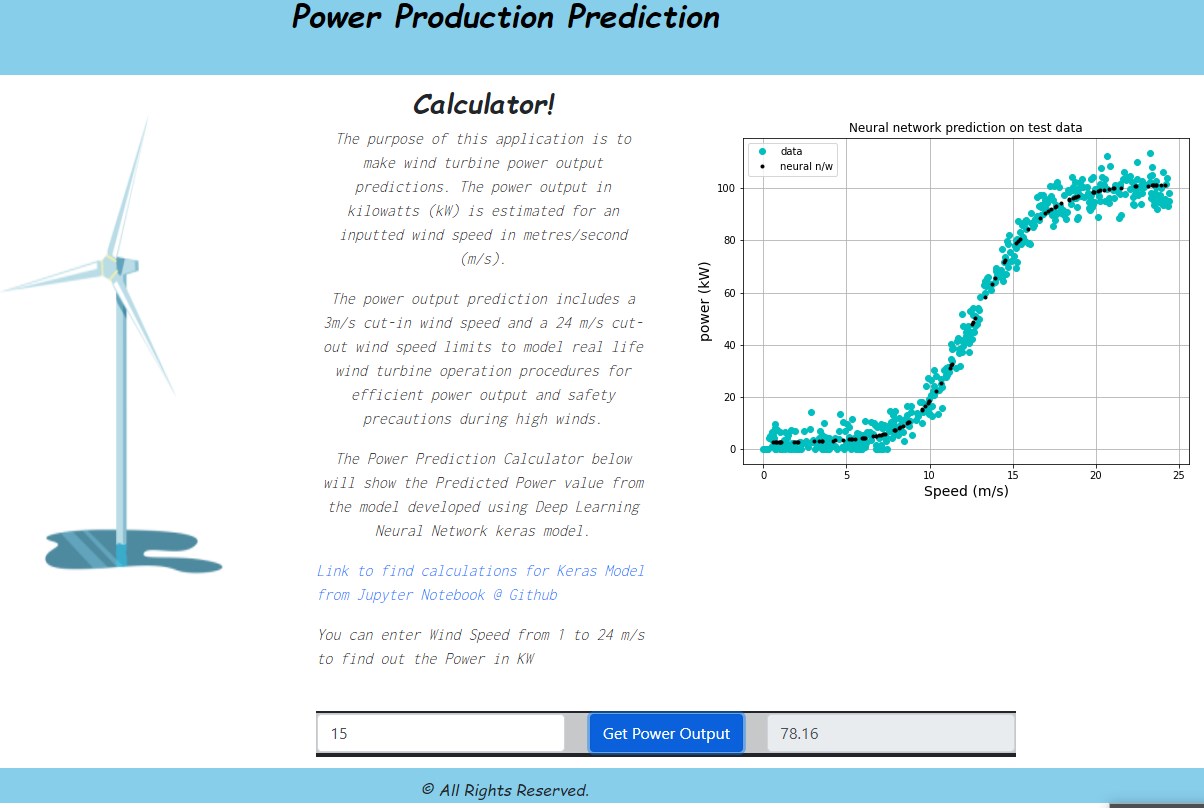 Power Production Prediction
Calculator!
The purpose of this application is to
make wind turbine power output
predictions. The power output in
kilowatts (kW) is estimated for an
inputted wind speed in metres/second
(m/s).
The power output prediction includes a
3m/s cut-in wind speed and a 24 m/s cut-
out wind speed limits to model real life
wind turbine operation procedures for
efficient power output and safety
precautions during high winds.
The Power Prediction Calculator below
will show the Predicted Power value from
the model developed using Deep Learning
Neural Network keras model.
Link to find calculations for Keras Model
from Jupyter Notebook @ Github
You can enter Wind Speed from 1 to 24 m/s
to find out the Power in KW
Neural network prediction on test data
data
neural n/w
power (kW)
100
80
60
40
20
0
0 5 10 15 20 25
Speed (m/s)
15 Get Power Output 78.16
© All Rights Reserved.